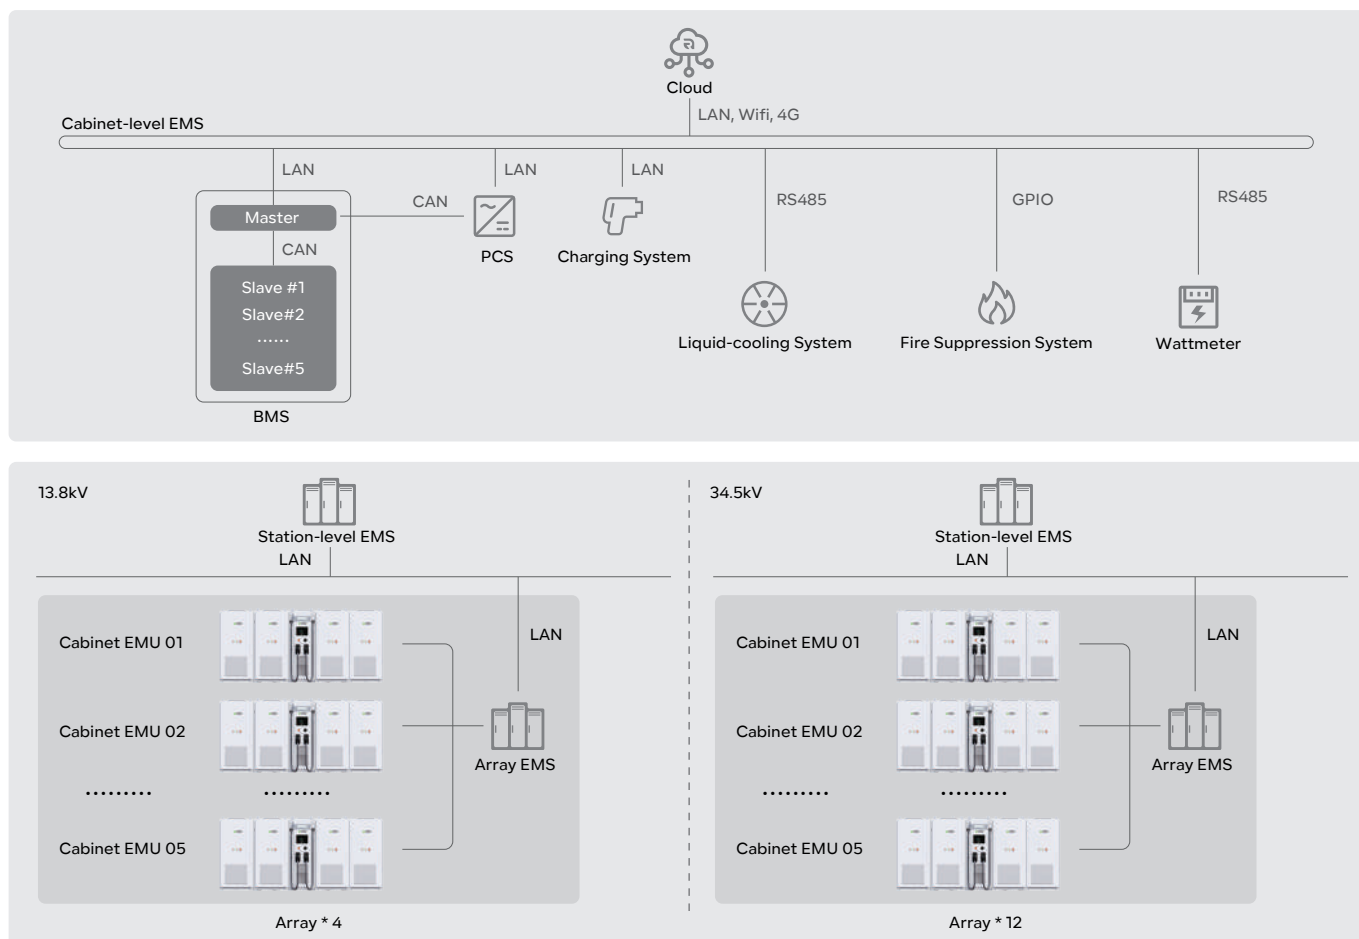 Cloud
LAN, Wifi, 4G
Cabinet-level EMS
LAN
LAN
LAN
RS485
GPIO
RS485
Master
CAN
CAN
PCS
Charging System
Slave #1
Slave#2
......
Slave#5
BMS
Liquid-cooling System
Fire Suppression System
Wattmeter
13.8kV
Station-level EMS
LAN
LAN
Cabinet EMU 01
Cabinet EMU 02
......... .........
Cabinet EMU 05
Array EMS
Array * 4
34.5kV
Station-level EMS
LAN
LAN
Cabinet EMU 01
Cabinet EMU 02
......... .........
Cabinet EMU 05
Array EMS
Array * 12